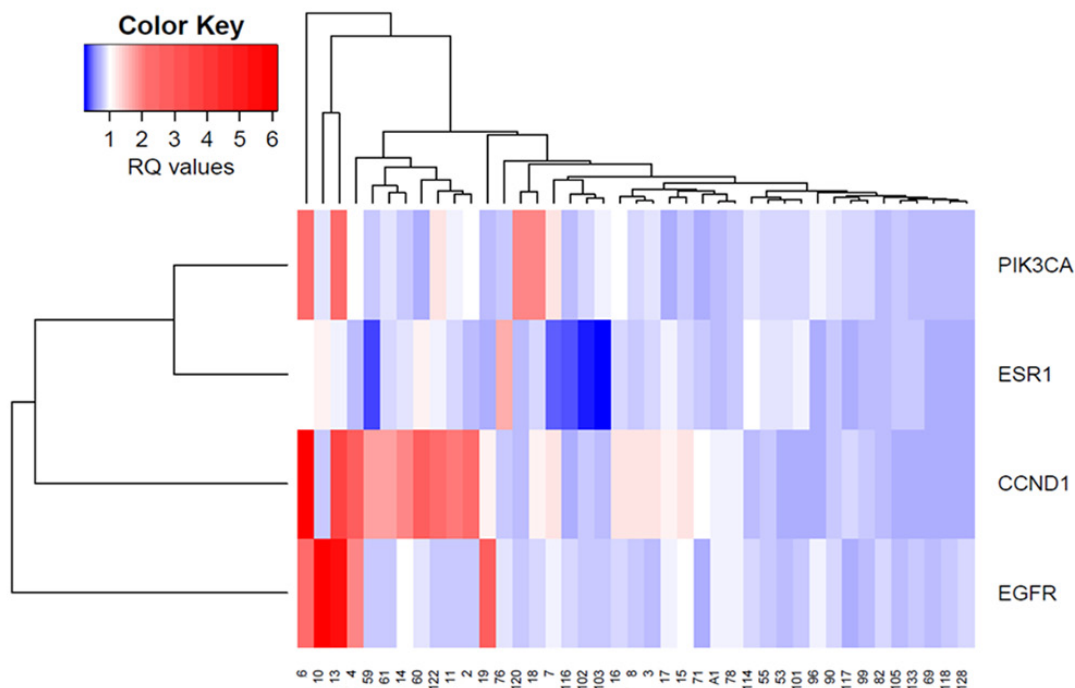 Color Key
1 2 3 4 5 6
RQ values
PIK3CA
ESR1
CCND1
EGFR
6 10 13 4 59 61 14 60 122 11 2 19 76 120 18 7 116 102 103 16 8 3 17 15 71 A1 78 114 55 53 101 96 90 117 99 82 105 133 69 118 128